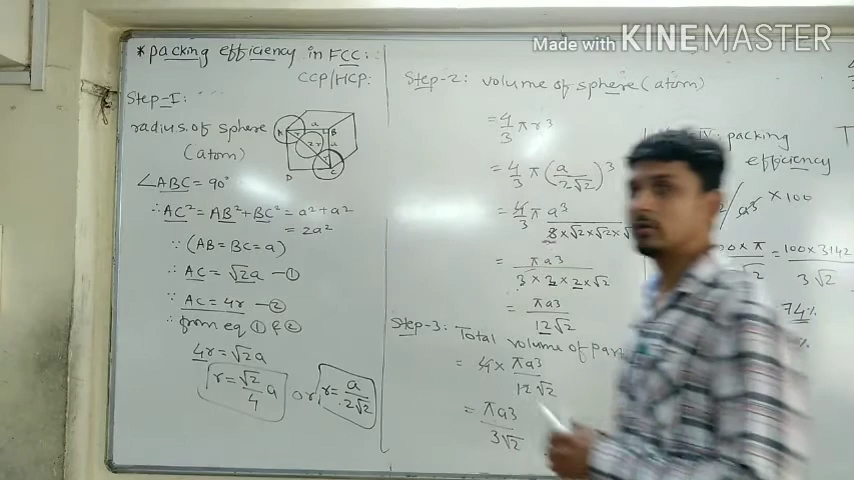 Made with KINEMASTER
*packing efficiency in FCC:
CCP/HCP:
Step-I:
radius of sphere
(atom)
A a B
2r
a
D C
∠ABC = 90°
∴ AC² = AB² + BC² = a² + a²
= 2a²
∵ (AB = BC = a)
∴ AC = √2a —①
∵ AC = 4r —②
∴ from eq ① & ②
4r = √2a
r = √2/4 a or, r = a/2√2
Step-2: volume of sphere (atom)
= 4/3 πr³
= 4/3 π (a/2√2)³
= 4/3 π a³/8×√2×√2×√
= πa³/3×2×2×√2
= πa³/12√2
Step-3: Total volume of
= 4 × πa³/12√2
= πa³/3√2
IV: packing
efficiency
/ a³ × 100
00 × π/√2 = 100×3.142/3√2
74%
%